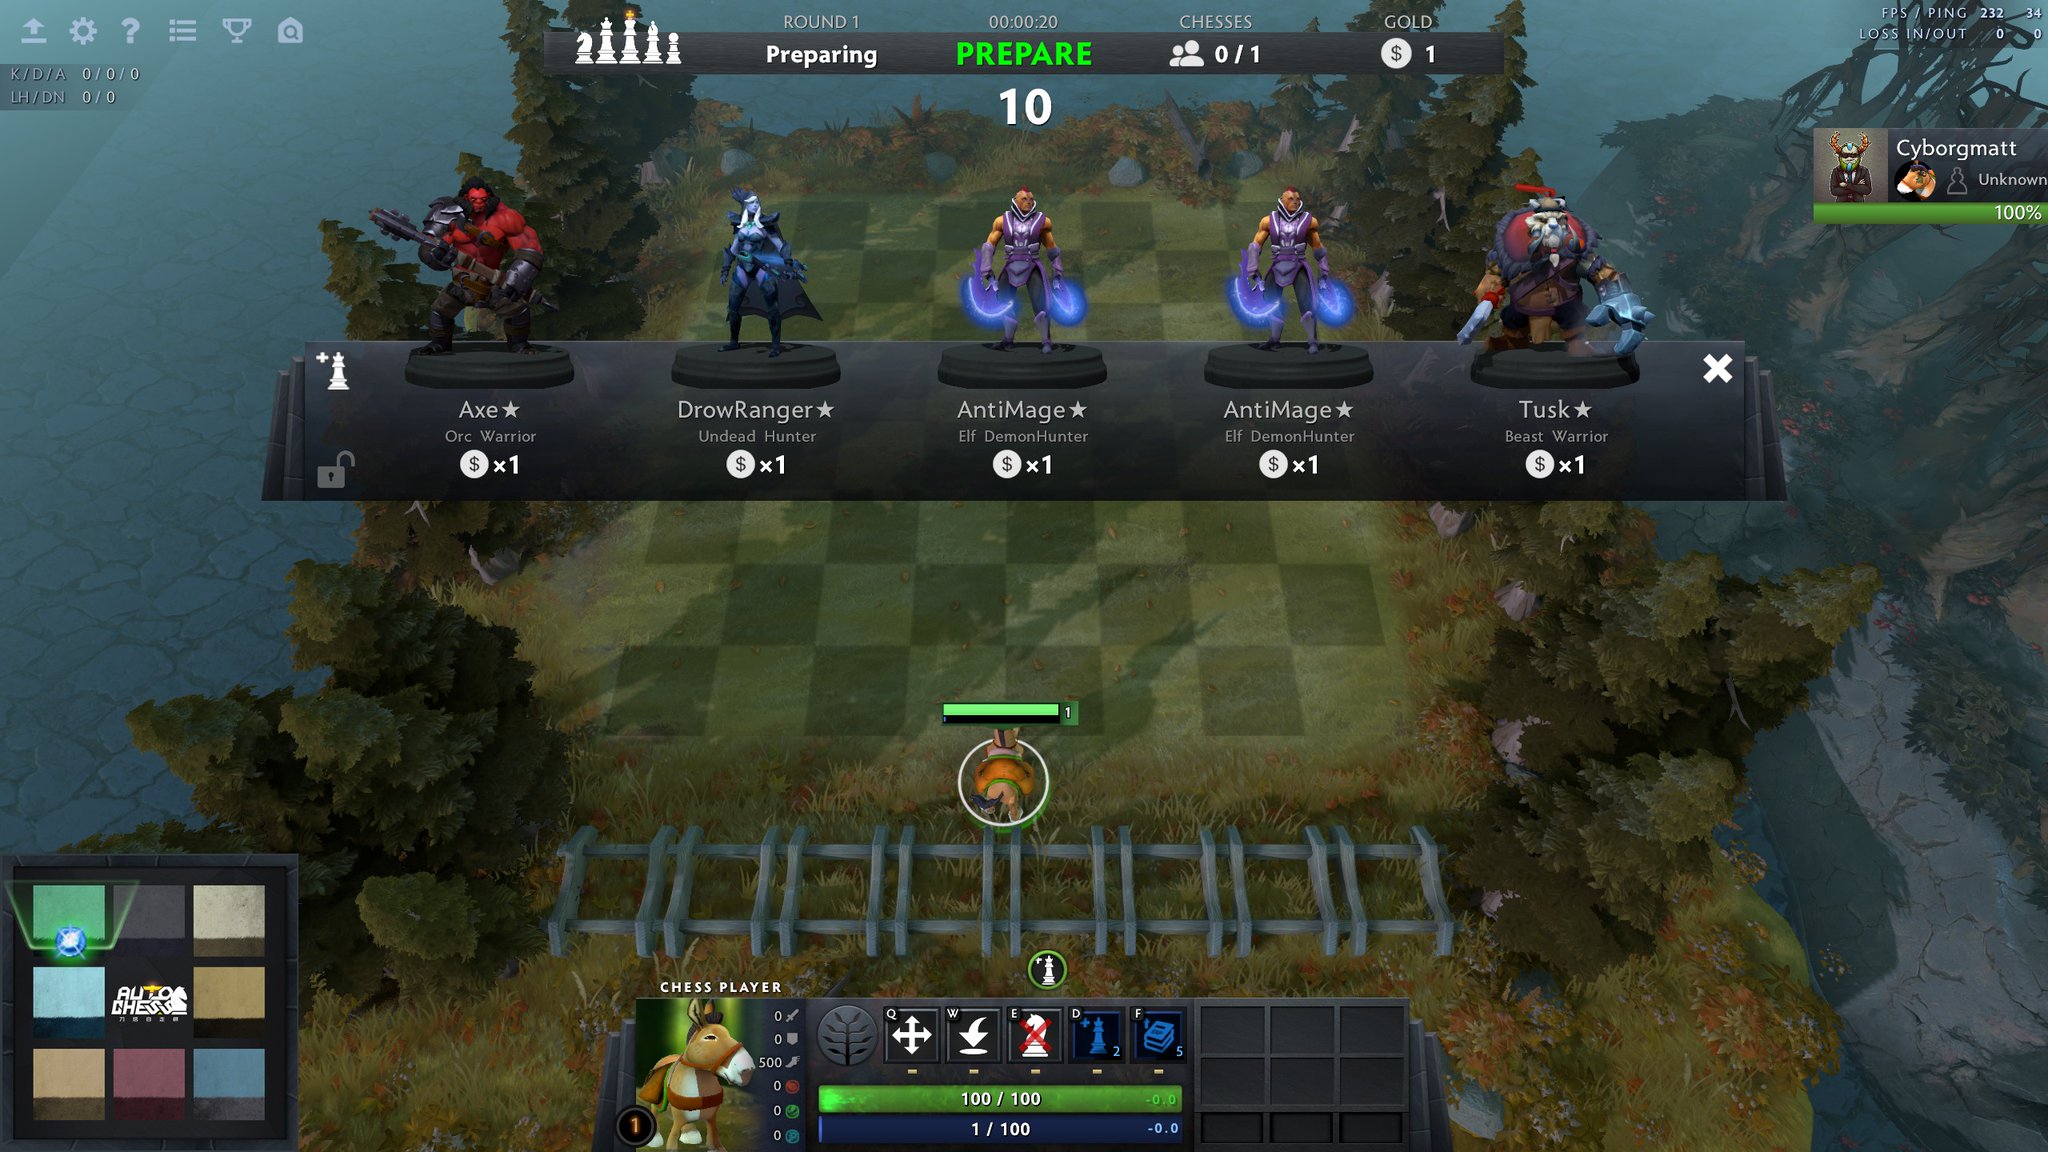 ROUND 1
00:00:20
CHESSES
GOLD
Preparing
PREPARE
0 / 1
$ 1
10
FPS / PING 232 34
LOSS IN/OUT 0 0
K/D/A 0/0/0
LH/DN 0/0
Cyborgmatt
Unknown
100%
Axe★
Orc Warrior
$ ×1
DrowRanger★
Undead Hunter
$ ×1
AntiMage★
Elf DemonHunter
$ ×1
AntiMage★
Elf DemonHunter
$ ×1
Tusk★
Beast Warrior
$ ×1
1
AUTO
CHESS
CHESS PLAYER
0
0
500
0
0
0
1
Q
W
E
D
2
F
5
100 / 100
-0.0
1 / 100
-0.0